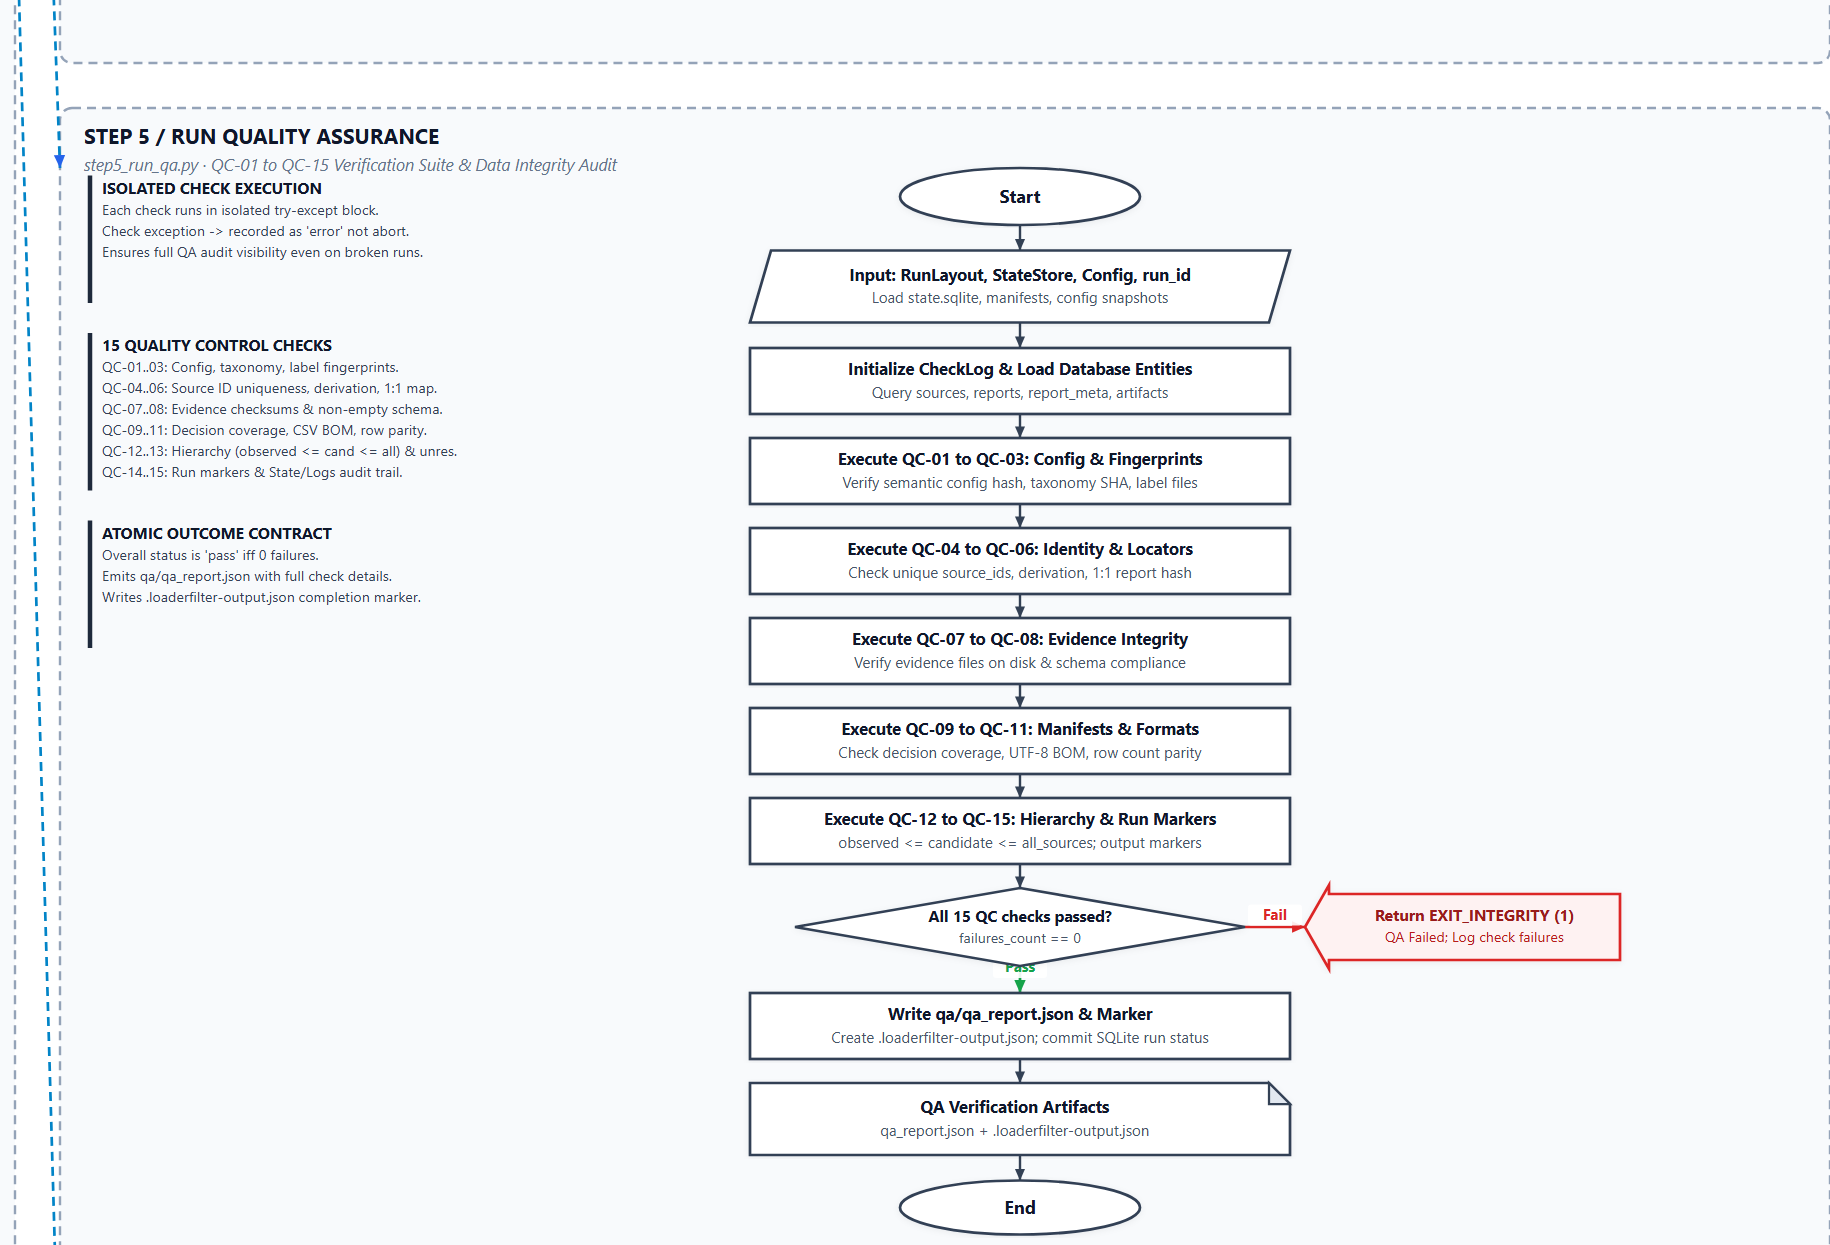 STEP 5 / RUN QUALITY ASSURANCE
step5_run_qa.py · QC-01 to QC-15 Verification Suite & Data Integrity Audit
ISOLATED CHECK EXECUTION
Each check runs in isolated try-except block.
Check exception -> recorded as 'error' not abort.
Ensures full QA audit visibility even on broken runs.
15 QUALITY CONTROL CHECKS
QC-01..03: Config, taxonomy, label fingerprints.
QC-04..06: Source ID uniqueness, derivation, 1:1 map.
QC-07..08: Evidence checksums & non-empty schema.
QC-09..11: Decision coverage, CSV BOM, row parity.
QC-12..13: Hierarchy (observed <= cand <= all) & unres.
QC-14..15: Run markers & State/Logs audit trail.
ATOMIC OUTCOME CONTRACT
Overall status is 'pass' iff 0 failures.
Emits qa/qa_report.json with full check details.
Writes .loaderfilter-output.json completion marker.
Start
Input: RunLayout, StateStore, Config, run_id
Load state.sqlite, manifests, config snapshots
Initialize CheckLog & Load Database Entities
Query sources, reports, report_meta, artifacts
Execute QC-01 to QC-03: Config & Fingerprints
Verify semantic config hash, taxonomy SHA, label files
Execute QC-04 to QC-06: Identity & Locators
Check unique source_ids, derivation, 1:1 report hash
Execute QC-07 to QC-08: Evidence Integrity
Verify evidence files on disk & schema compliance
Execute QC-09 to QC-11: Manifests & Formats
Check decision coverage, UTF-8 BOM, row count parity
Execute QC-12 to QC-15: Hierarchy & Run Markers
observed <= candidate <= all_sources; output markers
All 15 QC checks passed?
failures_count == 0
Fail
Return EXIT_INTEGRITY (1)
QA Failed; Log check failures
Pass
Write qa/qa_report.json & Marker
Create .loaderfilter-output.json; commit SQLite run status
QA Verification Artifacts
qa_report.json + .loaderfilter-output.json
End